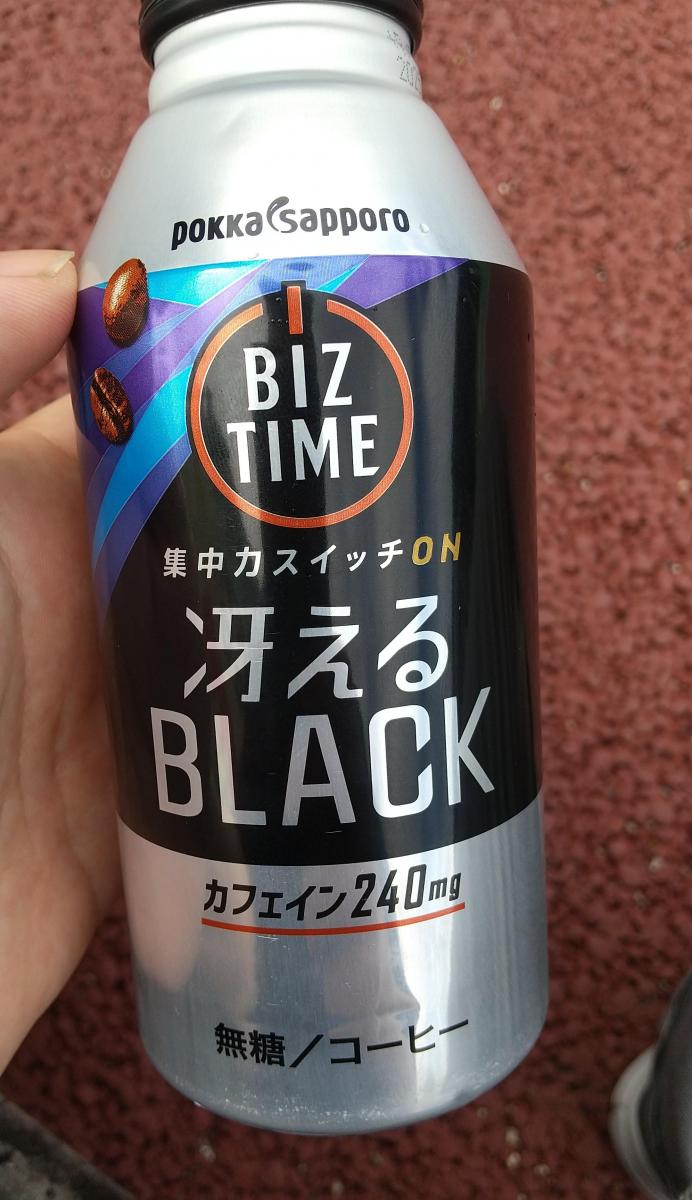 pokka sapporo
BIZ
TIME
集中力スイッチON
冴える
BLACK
カフェイン240mg
無糖／コーヒー